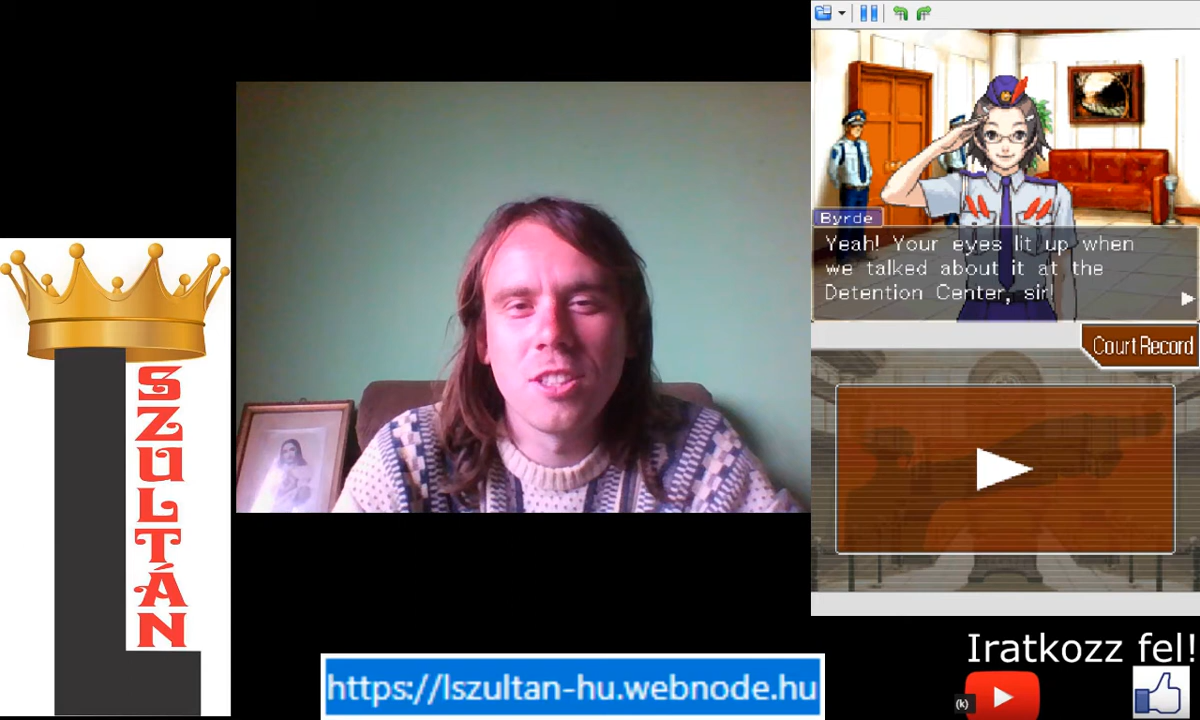 L
SZULTÁN
Byrde
Yeah! Your eyes lit up when
we talked about it at the
Detention Center, sir!
Court Record
https://lszultan-hu.webnode.hu
Iratkozz fel!
(k)